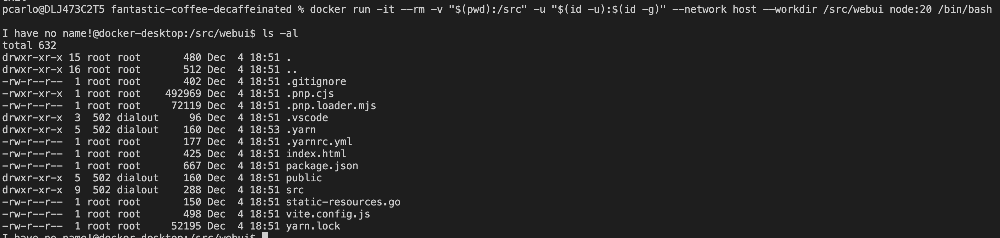 exit
pcarlo@DLJ473C2T5 fantastic-coffee-decaffeinated % docker run -it --rm -v "$(pwd):/src" -u "$(id -u):$(id -g)" --network host --workdir /src/webui node:20 /bin/bash
I have no name!@docker-desktop:/src/webui$ ls -al
total 632
drwxr-xr-x 15 root root       480 Dec  4 18:51 .
drwxr-xr-x 16 root root       512 Dec  4 18:51 ..
-rw-r--r--  1 root root       402 Dec  4 18:51 .gitignore
-rwxr-xr-x  1 root root    492969 Dec  4 18:51 .pnp.cjs
-rw-r--r--  1 root root     72119 Dec  4 18:51 .pnp.loader.mjs
drwxr-xr-x  3  502 dialout     96 Dec  4 18:51 .vscode
drwxr-xr-x  5  502 dialout    160 Dec  4 18:53 .yarn
-rw-r--r--  1 root root       177 Dec  4 18:51 .yarnrc.yml
-rw-r--r--  1 root root       425 Dec  4 18:51 index.html
-rw-r--r--  1 root root       667 Dec  4 18:51 package.json
drwxr-xr-x  5  502 dialout    160 Dec  4 18:51 public
drwxr-xr-x  9  502 dialout    288 Dec  4 18:51 src
-rw-r--r--  1 root root       150 Dec  4 18:51 static-resources.go
-rw-r--r--  1 root root       498 Dec  4 18:51 vite.config.js
-rw-r--r--  1 root root     52195 Dec  4 18:51 yarn.lock
I have no name!@docker-desktop:/src/webui$